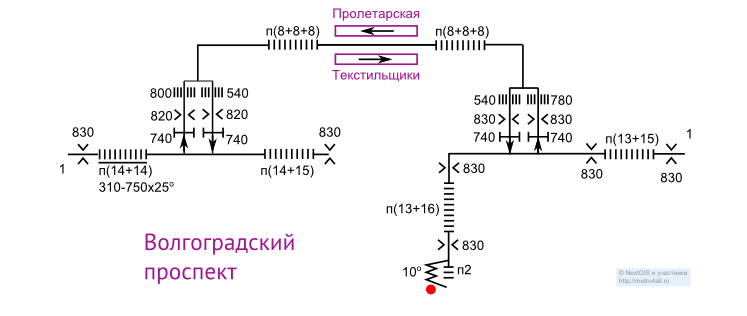 Пролетарская
п(8+8+8)
п(8+8+8)
Текстильщики
800
540
540
780
820
820
830
830
830
740
740
830
740
740
п(13+15)
1
1
п(14+14)
п(14+15)
830
830
830
310-750x25º
п(13+16)
Волгоградский
проспект
830
10º
п2
© NextGIS и участники
http://metro4all.ru